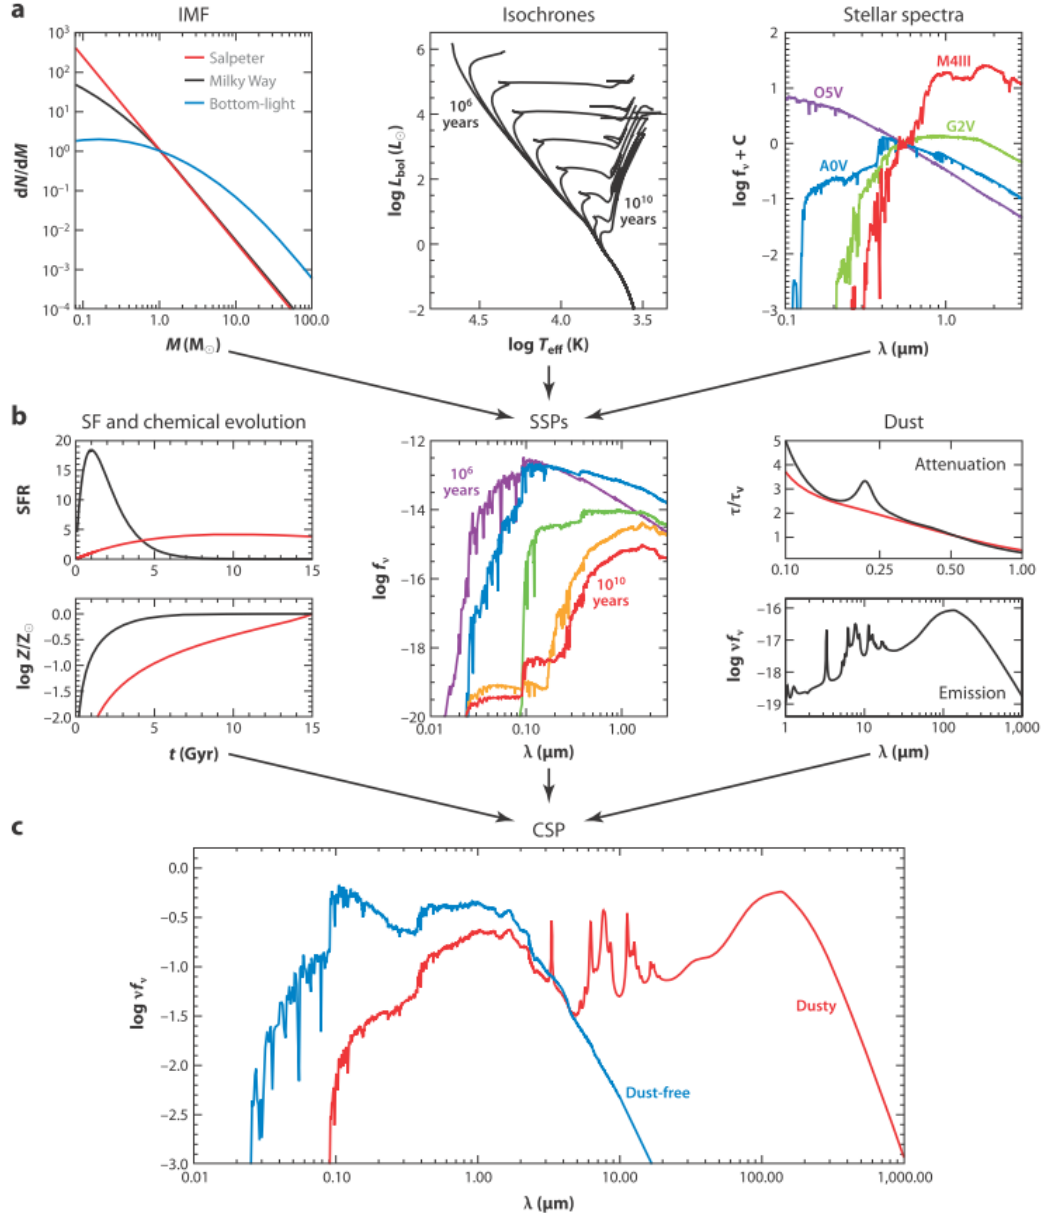 a
IMF
Isochrones
Stellar spectra
10³
10²
10¹
10⁰
10⁻¹
10⁻²
10⁻³
10⁻⁴
dN/dM
Salpeter
Milky Way
Bottom-light
0.1
1.0
10.0
100.0
M (M☉)
6
4
2
0
−2
log L_bol (L☉)
10⁶
years
10¹⁰
years
4.5
4.0
3.5
log T_eff (K)
2
1
0
−1
−2
−3
log f_ν + C
O5V
M4III
G2V
A0V
0.1
1.0
λ (μm)
b
SF and chemical evolution
SSPs
Dust
20
15
10
5
0
SFR
0
5
10
15
0.0
−0.5
−1.0
−1.5
−2.0
log Z/Z☉
0
5
10
15
t (Gyr)
−12
−14
−16
−18
−20
log f_ν
10⁶
years
10¹⁰
years
0.01
0.10
1.00
λ (μm)
5
4
3
2
1
0
τ/τ_v
Attenuation
0.10
0.25
0.50
1.00
−16
−17
−18
−19
log νf_ν
Emission
1
10
100
1,000
λ (μm)
c
CSP
0.0
−0.5
−1.0
−1.5
−2.0
−2.5
−3.0
log νf_ν
Dusty
Dust-free
0.01
0.10
1.00
10.00
100.00
1,000.00
λ (μm)